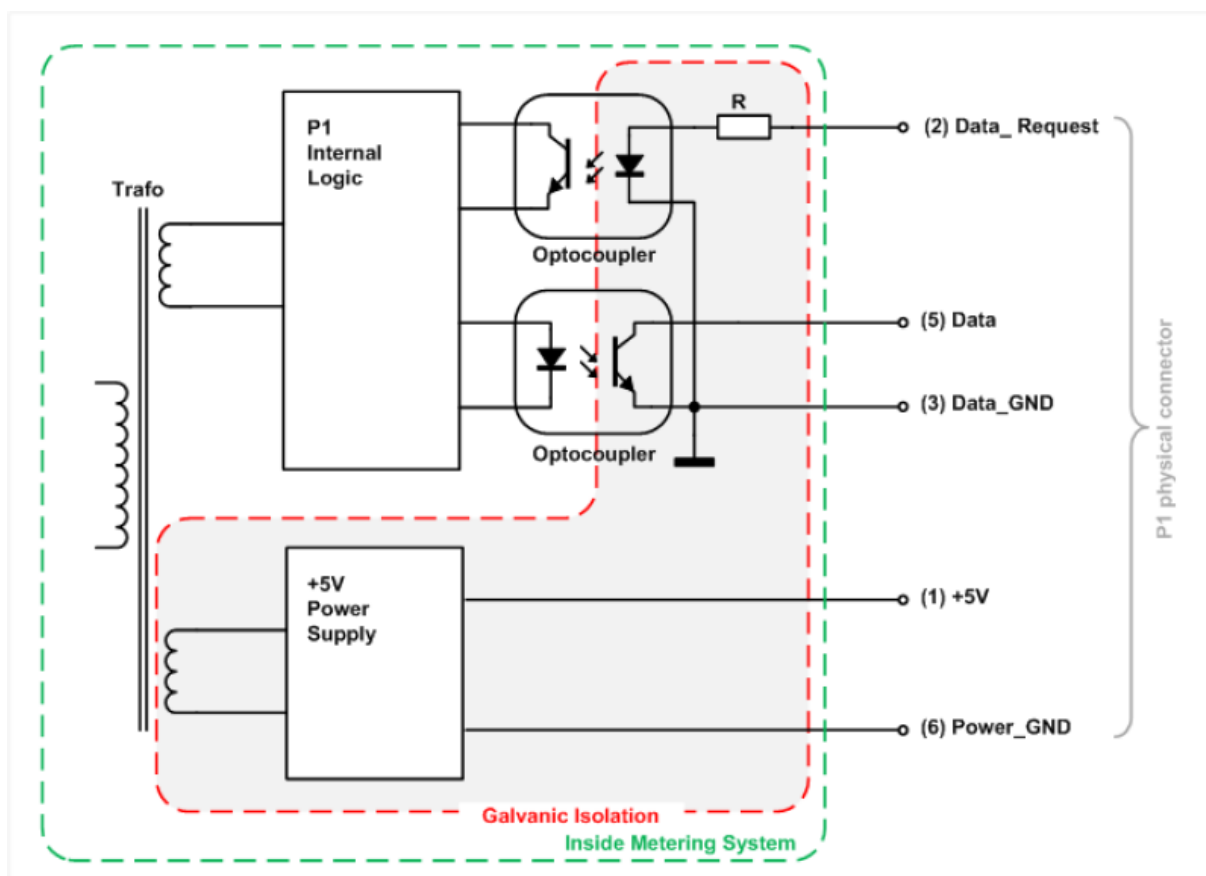 Trafo
P1
Internal
Logic
Optocoupler
R
(2) Data_ Request
(5) Data
(3) Data_GND
Optocoupler
P1 physical connector
+5V
Power
Supply
(1) +5V
(6) Power_GND
Galvanic Isolation
Inside Metering System